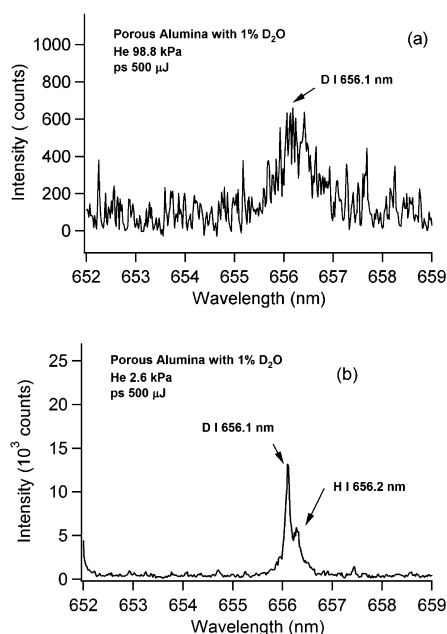 (a)
Porous Alumina with 1% D₂O
He 98.8 kPa
ps 500 µJ
D I 656.1 nm
Intensity ( counts)
1000
800
600
400
200
0
652 653 654 655 656 657 658 659
Wavelength (nm)
(b)
Porous Alumina with 1% D₂O
He 2.6 kPa
ps 500 µJ
D I 656.1 nm
H I 656.2 nm
Intensity (10³ counts)
25
20
15
10
5
0
652 653 654 655 656 657 658 659
Wavelength (nm)